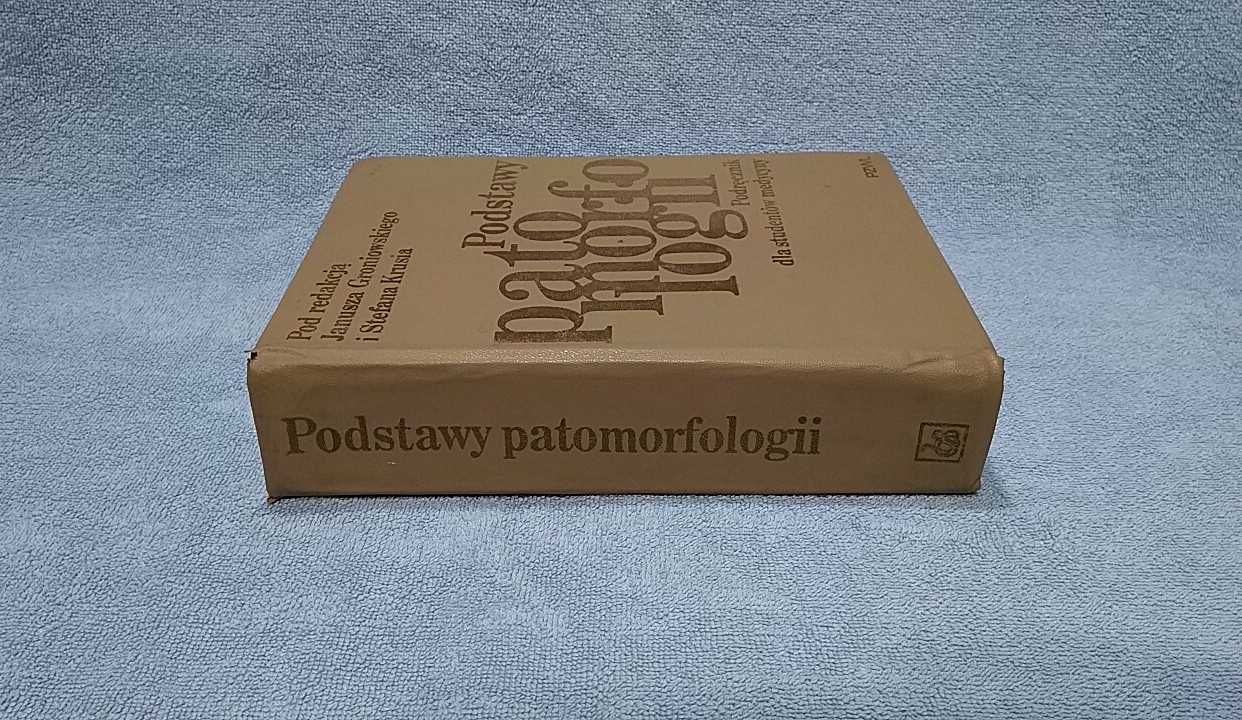 Pod redakcją
Janusza Groniowskiego
i Stefana Krusia
Podstawy
pato
morfo
logii
Podręcznik
dla studentów medycyny
PZWL
Podstawy patomorfologii